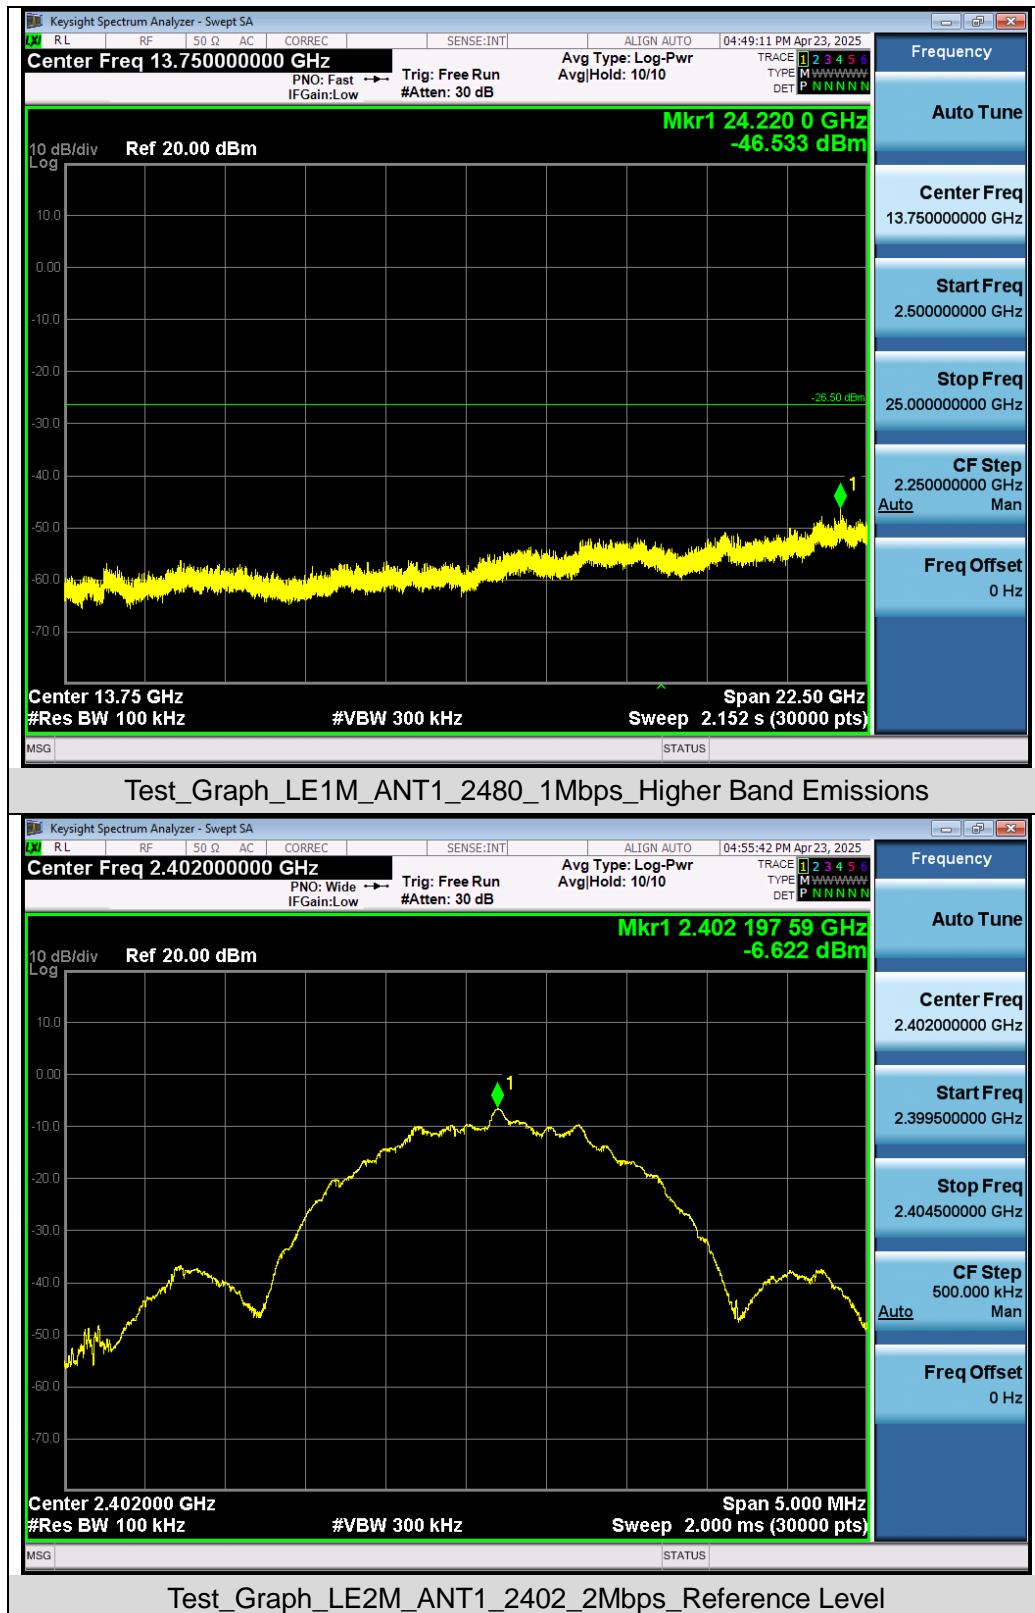 Keysight Spectrum Analyzer - Swept SA
LXI RL RF 50 Ω AC CORREC SENSE:INT ALIGN AUTO 04:49:11 PM Apr 23, 2025
Center Freq 13.750000000 GHz
PNO: Fast
IFGain:Low
Trig: Free Run
#Atten: 30 dB
Avg Type: Log-Pwr
Avg|Hold: 10/10
TRACE 1 2 3 4 5 6
TYPE M WWWWW
DET P N N N N N
Mkr1 24.220 0 GHz
-46.533 dBm
10 dB/div Ref 20.00 dBm
Log
10.0
0.00
-10.0
-20.0
-26.50 dBm
-30.0
-40.0
1
-50.0
-60.0
-70.0
Center 13.75 GHz Span 22.50 GHz
#Res BW 100 kHz #VBW 300 kHz Sweep 2.152 s (30000 pts)
MSG STATUS
Frequency
Auto Tune
Center Freq
13.750000000 GHz
Start Freq
2.500000000 GHz
Stop Freq
25.000000000 GHz
CF Step
2.250000000 GHz
Auto Man
Freq Offset
0 Hz
Test_Graph_LE1M_ANT1_2480_1Mbps_Higher Band Emissions
Keysight Spectrum Analyzer - Swept SA
LXI RL RF 50 Ω AC CORREC SENSE:INT ALIGN AUTO 04:55:42 PM Apr 23, 2025
Center Freq 2.402000000 GHz
PNO: Wide
IFGain:Low
Trig: Free Run
#Atten: 30 dB
Avg Type: Log-Pwr
Avg|Hold: 10/10
TRACE 1 2 3 4 5 6
TYPE M WWWWW
DET P N N N N N
Mkr1 2.402 197 59 GHz
-6.622 dBm
10 dB/div Ref 20.00 dBm
Log
10.0
0.00
1
-10.0
-20.0
-30.0
-40.0
-50.0
-60.0
-70.0
Center 2.402000 GHz Span 5.000 MHz
#Res BW 100 kHz #VBW 300 kHz Sweep 2.000 ms (30000 pts)
MSG STATUS
Frequency
Auto Tune
Center Freq
2.402000000 GHz
Start Freq
2.399500000 GHz
Stop Freq
2.404500000 GHz
CF Step
500.000 kHz
Auto Man
Freq Offset
0 Hz
Test_Graph_LE2M_ANT1_2402_2Mbps_Reference Level